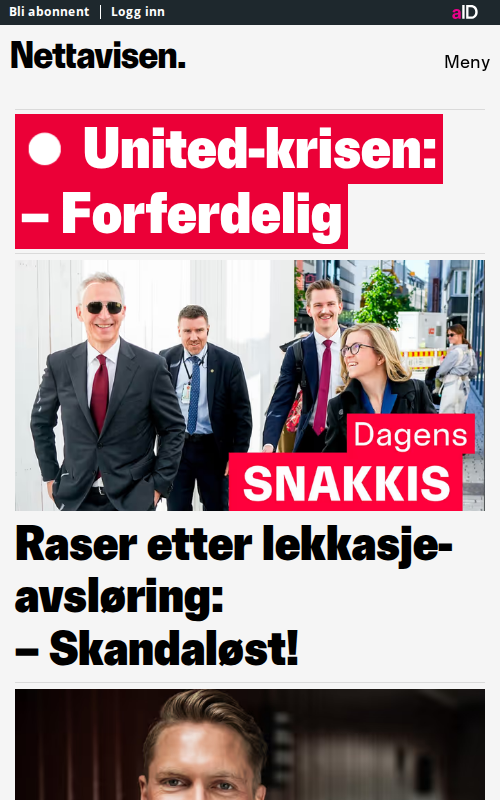 Bli abonnent | Logg inn
aID
Nettavisen.
Meny
United-krisen:
– Forferdelig
Dagens
SNAKKIS
Raser etter lekkasje-
avsløring:
– Skandaløst!